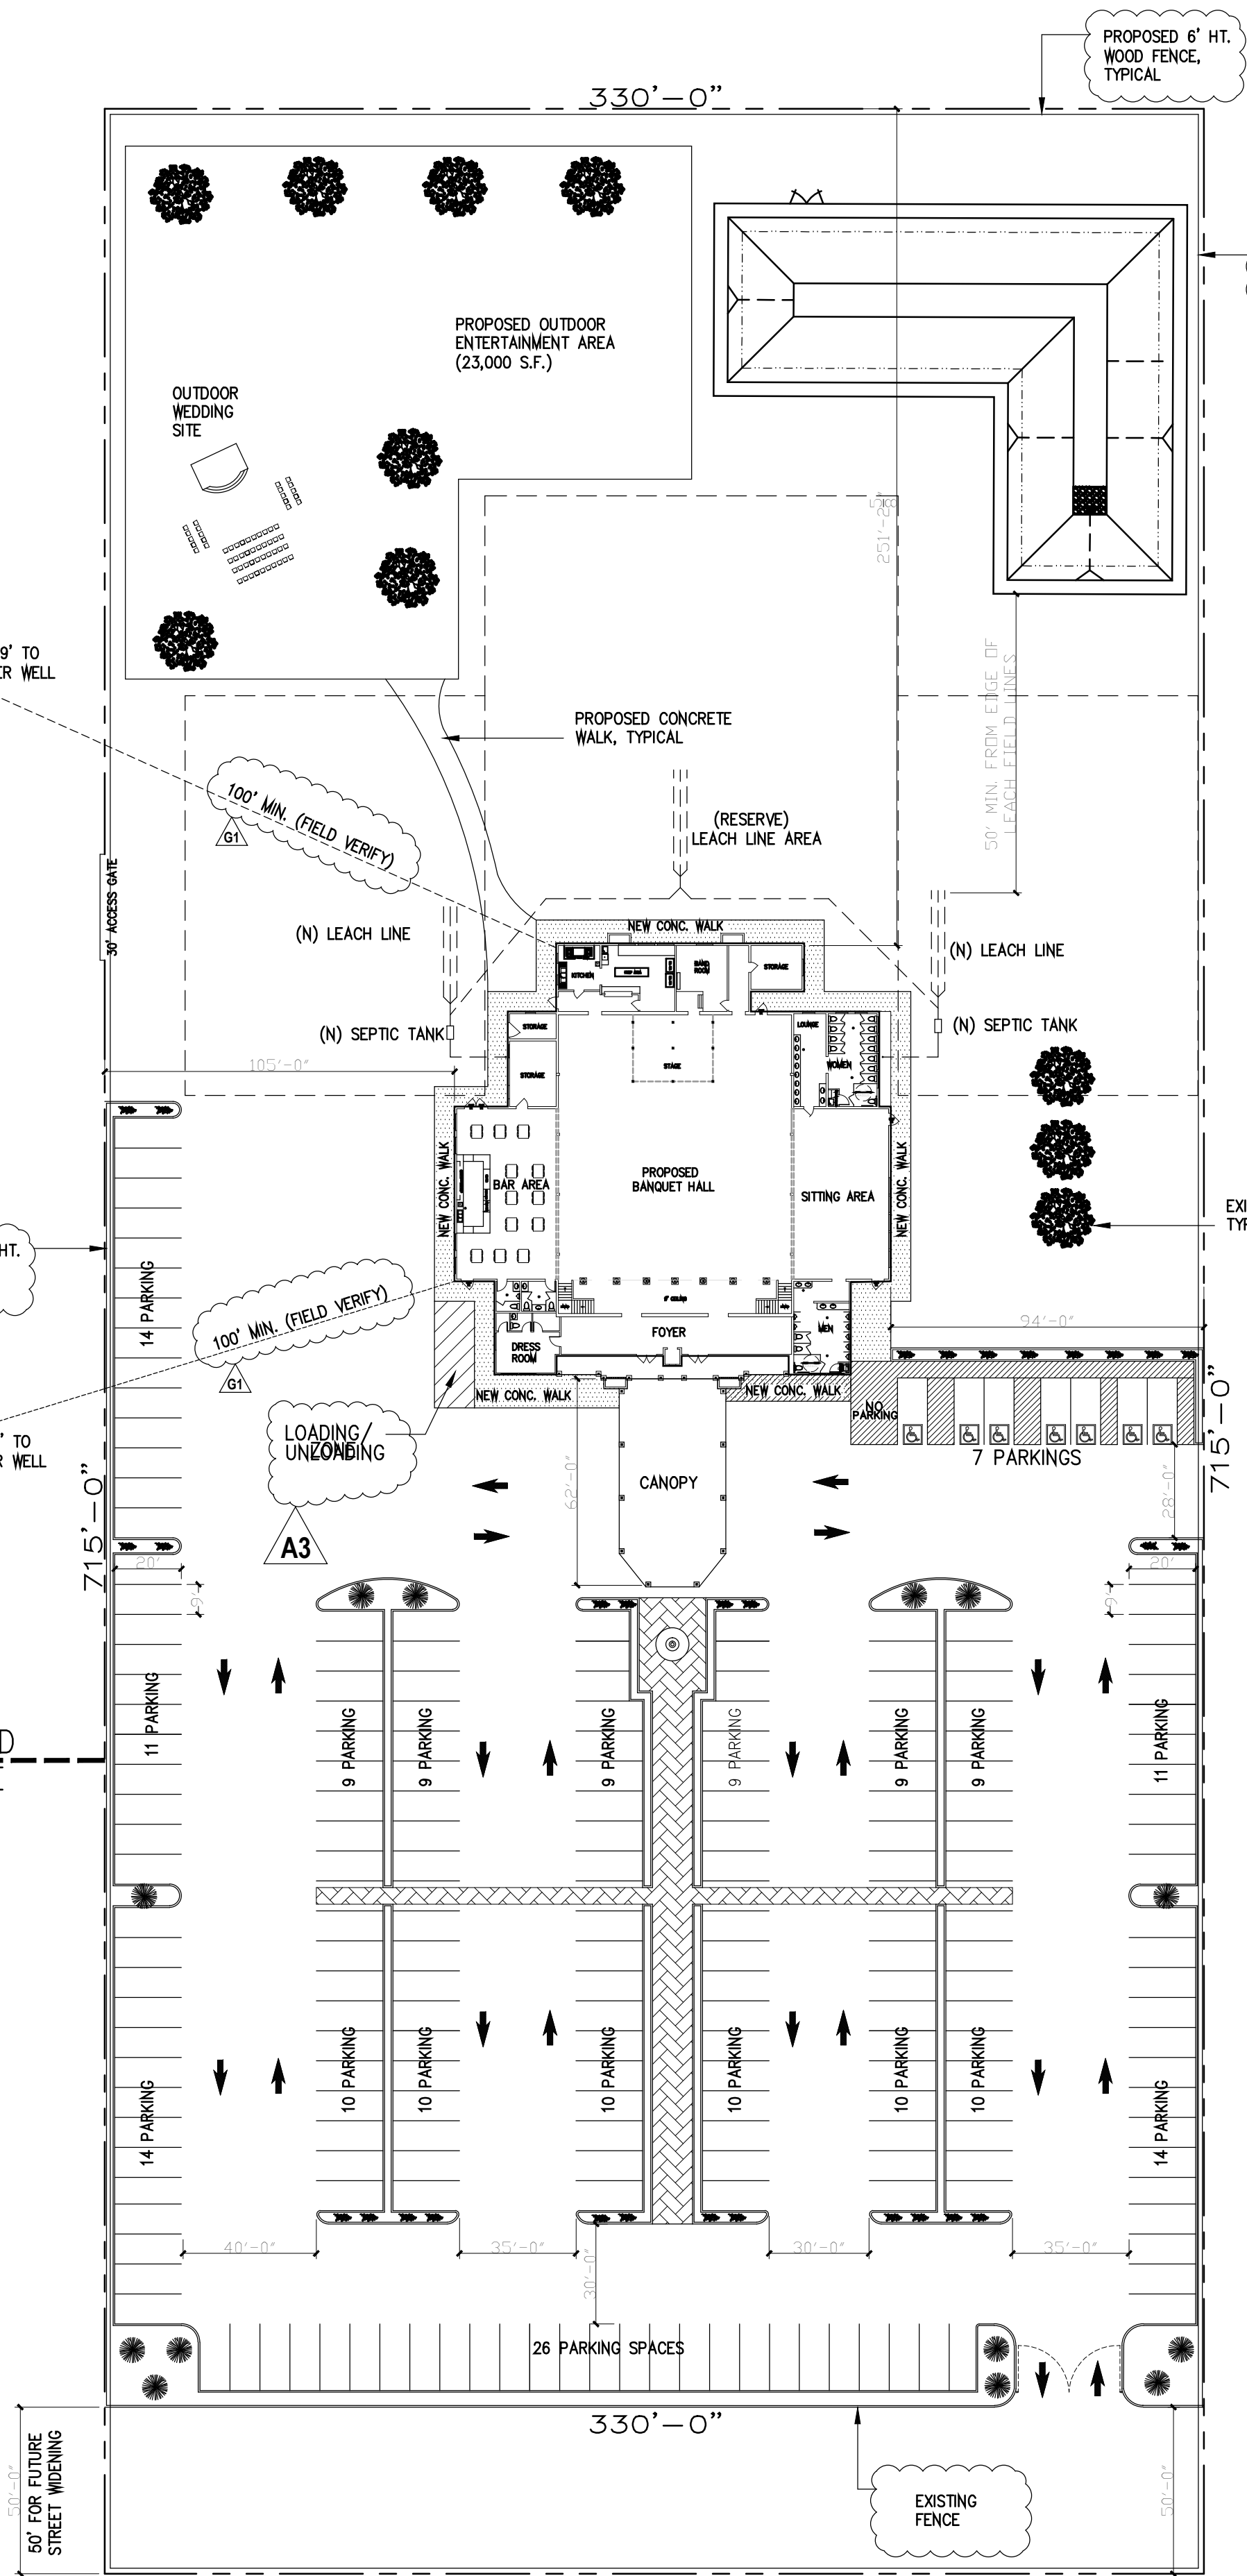 PROPOSED 6' HT.
WOOD FENCE,
TYPICAL
330'-0"
PROPOSED OUTDOOR
ENTERTAINMENT AREA
(23,000 S.F.)
OUTDOOR
WEDDING
SITE
9' TO
ER WELL
PROPOSED CONCRETE
WALK, TYPICAL
50' MIN. FROM EDGE OF
LEACH FIELD LINES
100' MIN. (FIELD VERIFY)
G1
(RESERVE)
LEACH LINE AREA
30' ACCESS GATE
(N) LEACH LINE
NEW CONC. WALK
(N) LEACH LINE
KITCHEN
BAND
ROOM
STORAGE
(N) SEPTIC TANK
STORAGE
LOUNGE
(N) SEPTIC TANK
105'-0"
STORAGE
STAGE
WOMEN
NEW CONC. WALK
BAR AREA
PROPOSED
BANQUET HALL
SITTING AREA
NEW CONC. WALK
EXI
TYP
HT.
14 PARKING
100' MIN. (FIELD VERIFY)
G1
FOYER
DRESS
ROOM
MEN
94'-0"
NEW CONC. WALK
NEW CONC. WALK
NO
PARKING
7 PARKINGS
LOADING/
ZONE
UNLOADING
A3
' TO
R WELL
715'-0"
62'-0"
CANOPY
28'-0"
715'-0"
20'
9'
20'
9'
D
11 PARKING
9 PARKING
9 PARKING
9 PARKING
9 PARKING
9 PARKING
9 PARKING
11 PARKING
14 PARKING
10 PARKING
10 PARKING
10 PARKING
10 PARKING
10 PARKING
10 PARKING
14 PARKING
40'-0"
35'-0"
30'-0"
30'-0"
35'-0"
26 PARKING SPACES
330'-0"
50'-0"
50' FOR FUTURE
STREET WIDENING
EXISTING
FENCE
50'-0"